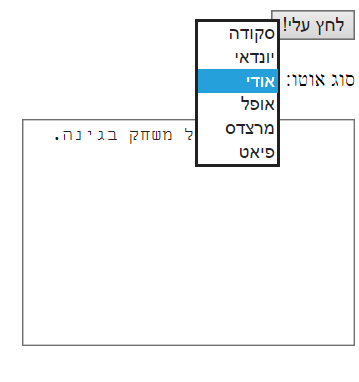 לחץ עלי!
סוג אוטו:
סקודה
יונדאי
אודי
אופל
מרצדס
פיאט
משחק בגינה.